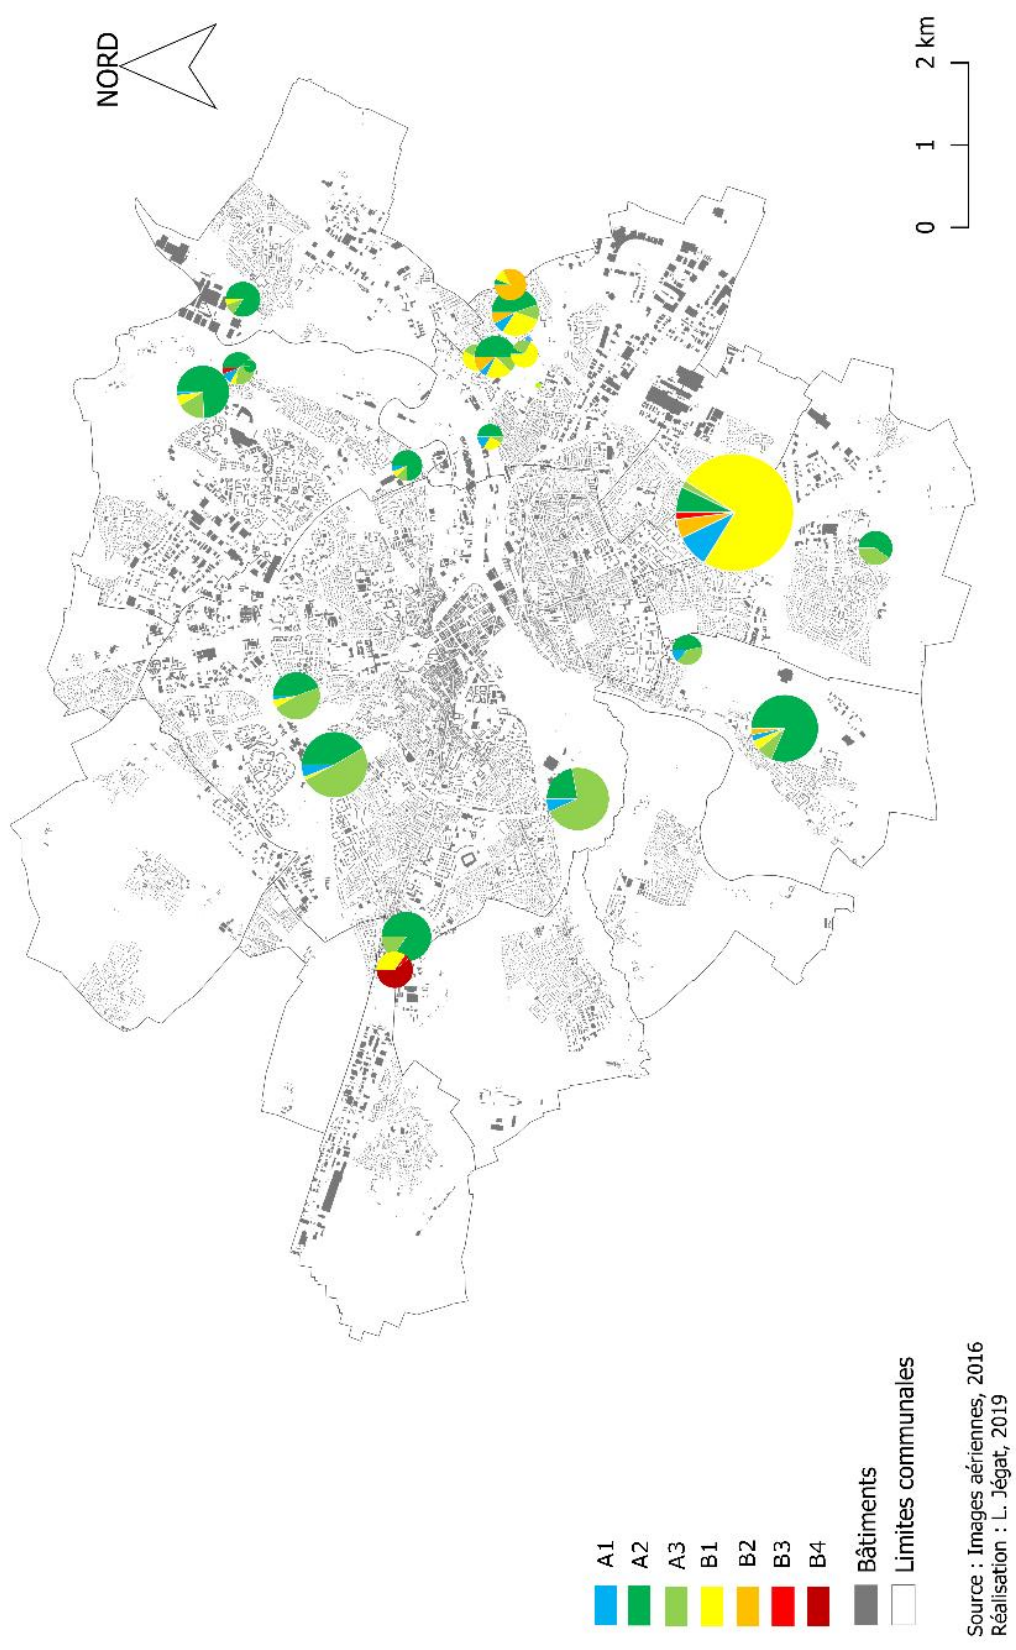 NORD
0 1 2 km
A1
A2
A3
B1
B2
B3
B4
Bâtiments
Limites communales
Source : Images aériennes, 2016
Réalisation : L. Jégat, 2019